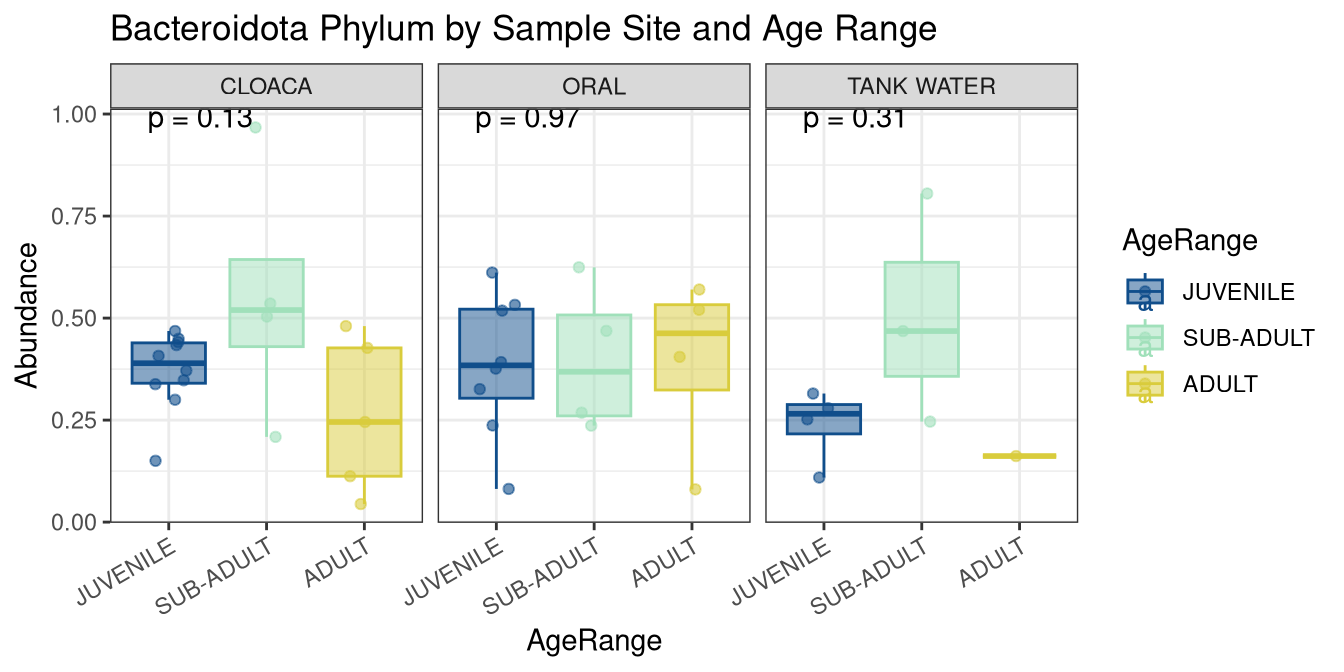 Bacteroidota Phylum by Sample Site and Age Range
CLOACA
ORAL
TANK WATER
p = 0.13
p = 0.97
p = 0.31
1.00
0.75
0.50
0.25
0.00
Abundance
JUVENILE
SUB-ADULT
ADULT
JUVENILE
SUB-ADULT
ADULT
JUVENILE
SUB-ADULT
ADULT
AgeRange
AgeRange
a
JUVENILE
a
SUB-ADULT
a
ADULT